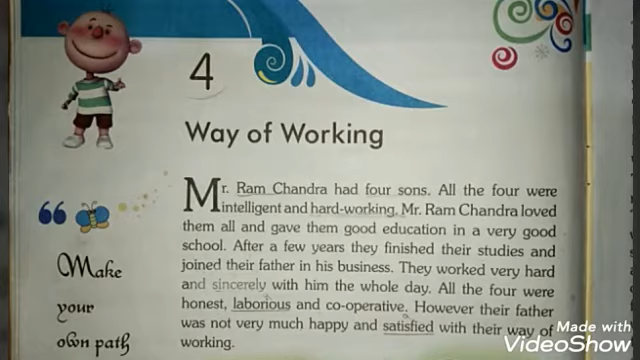 4
Way of Working
Mr. Ram Chandra had four sons. All the four were
intelligent and hard-working. Mr. Ram Chandra loved
them all and gave them good education in a very good
school. After a few years they finished their studies and
joined their father in his business. They worked very hard
and sincerely with him the whole day. All the four were
honest, laborious and co-operative. However their father
was not very much happy and satisfied with their way of
working.
“
Make
your
own path
Made with
VideoShow